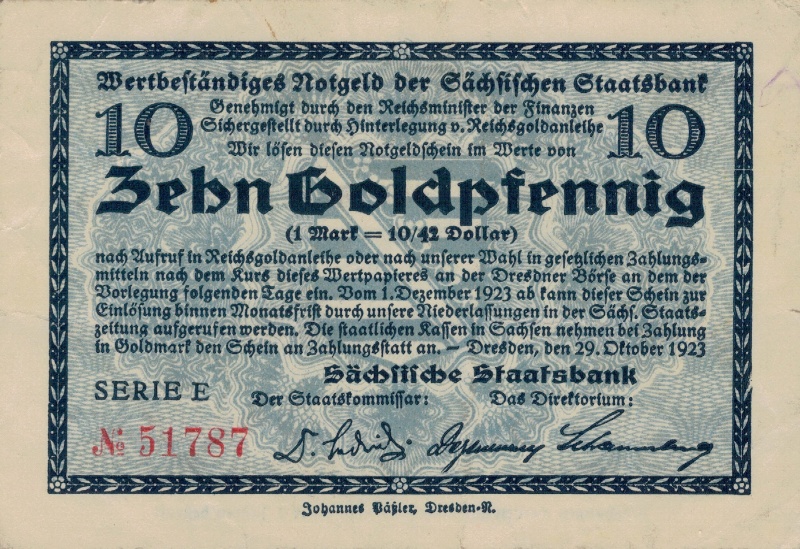 Wertbeständiges Notgeld der Sächsischen Staatsbank
10 Genehmigt durch den Reichsminister der Finanzen 10
Sichergestellt durch Hinterlegung v. Reichsgoldanleihe
Wir lösen diesen Notgeldschein im Werte von
Zehn Goldpfennig
(1 Mark = 10/42 Dollar)
nach Aufruf in Reichsgoldanleihe oder nach unserer Wahl in gesetzlichen Zahlungs-
mitteln nach dem Kurs dieses Wertpapieres an der Dresdner Börse an dem der
Vorlegung folgenden Tage ein. Vom 1. Dezember 1923 ab kann dieser Schein zur
Einlösung binnen Monatsfrist durch unsere Niederlassungen in der Sächs. Staats-
zeitung aufgerufen werden. Die staatlichen Kassen in Sachsen nehmen bei Zahlung
in Goldmark den Schein an Zahlungsstatt an. — Dresden, den 29. Oktober 1923
Sächsische Staatsbank
SERIE E
Der Staatskommissar: Das Direktorium:
№ 51787
Johannes Päßler, Dresden-N.